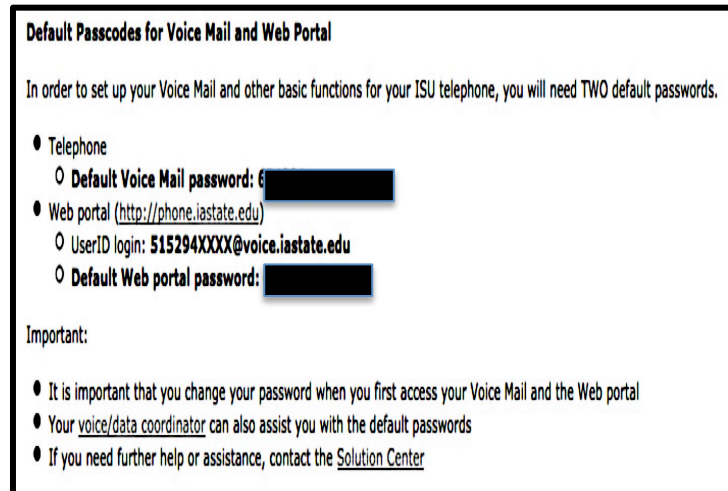 Default Passcodes for Voice Mail and Web Portal
In order to set up your Voice Mail and other basic functions for your ISU telephone, you will need TWO default passwords.
Telephone
Default Voice Mail password:
Web portal (http://phone.iastate.edu)
UserID login: 515294XXXX@voice.iastate.edu
Default Web portal password:
Important:
It is important that you change your password when you first access your Voice Mail and the Web portal
Your voice/data coordinator can also assist you with the default passwords
If you need further help or assistance, contact the Solution Center